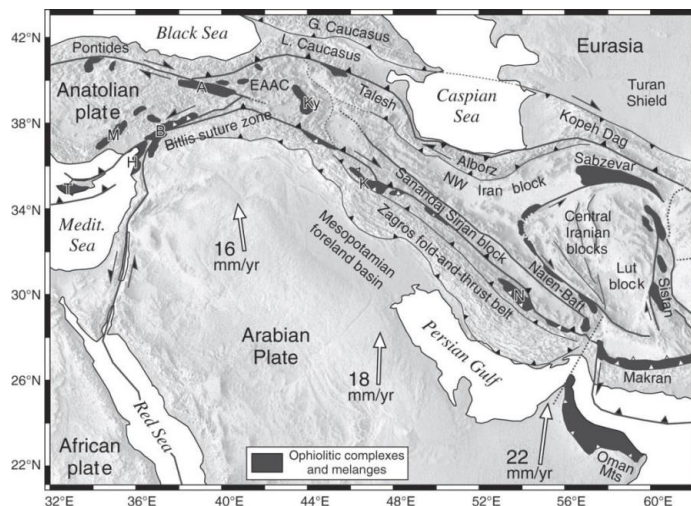 42°N
38°N
34°N
30°N
26°N
22°N
Black Sea
G. Caucasus
L. Caucasus
Eurasia
Pontides
Turan
Shield
Anatolian
plate
A
EAAC
Ky
Talesh
Caspian
Sea
Kopeh Dag
M
B
Bitlis suture zone
H
T
Alborz
Sabzevar
NW
Iran block
K
Sanandaj Sirjan block
Medit.
Sea
Central
Iranian
blocks
Mesopotamian
foreland basin
Zagros fold-and-thrust belt
16
mm/yr
Nañen-Baft
Lut
block
Sistan
N
Arabian
Plate
Persian Gulf
18
mm/yr
Makran
Red Sea
African
plate
Ophiolitic complexes
and melanges
22
mm/yr
Oman
Mts
32°E
36°E
40°E
44°E
48°E
52°E
56°E
60°E